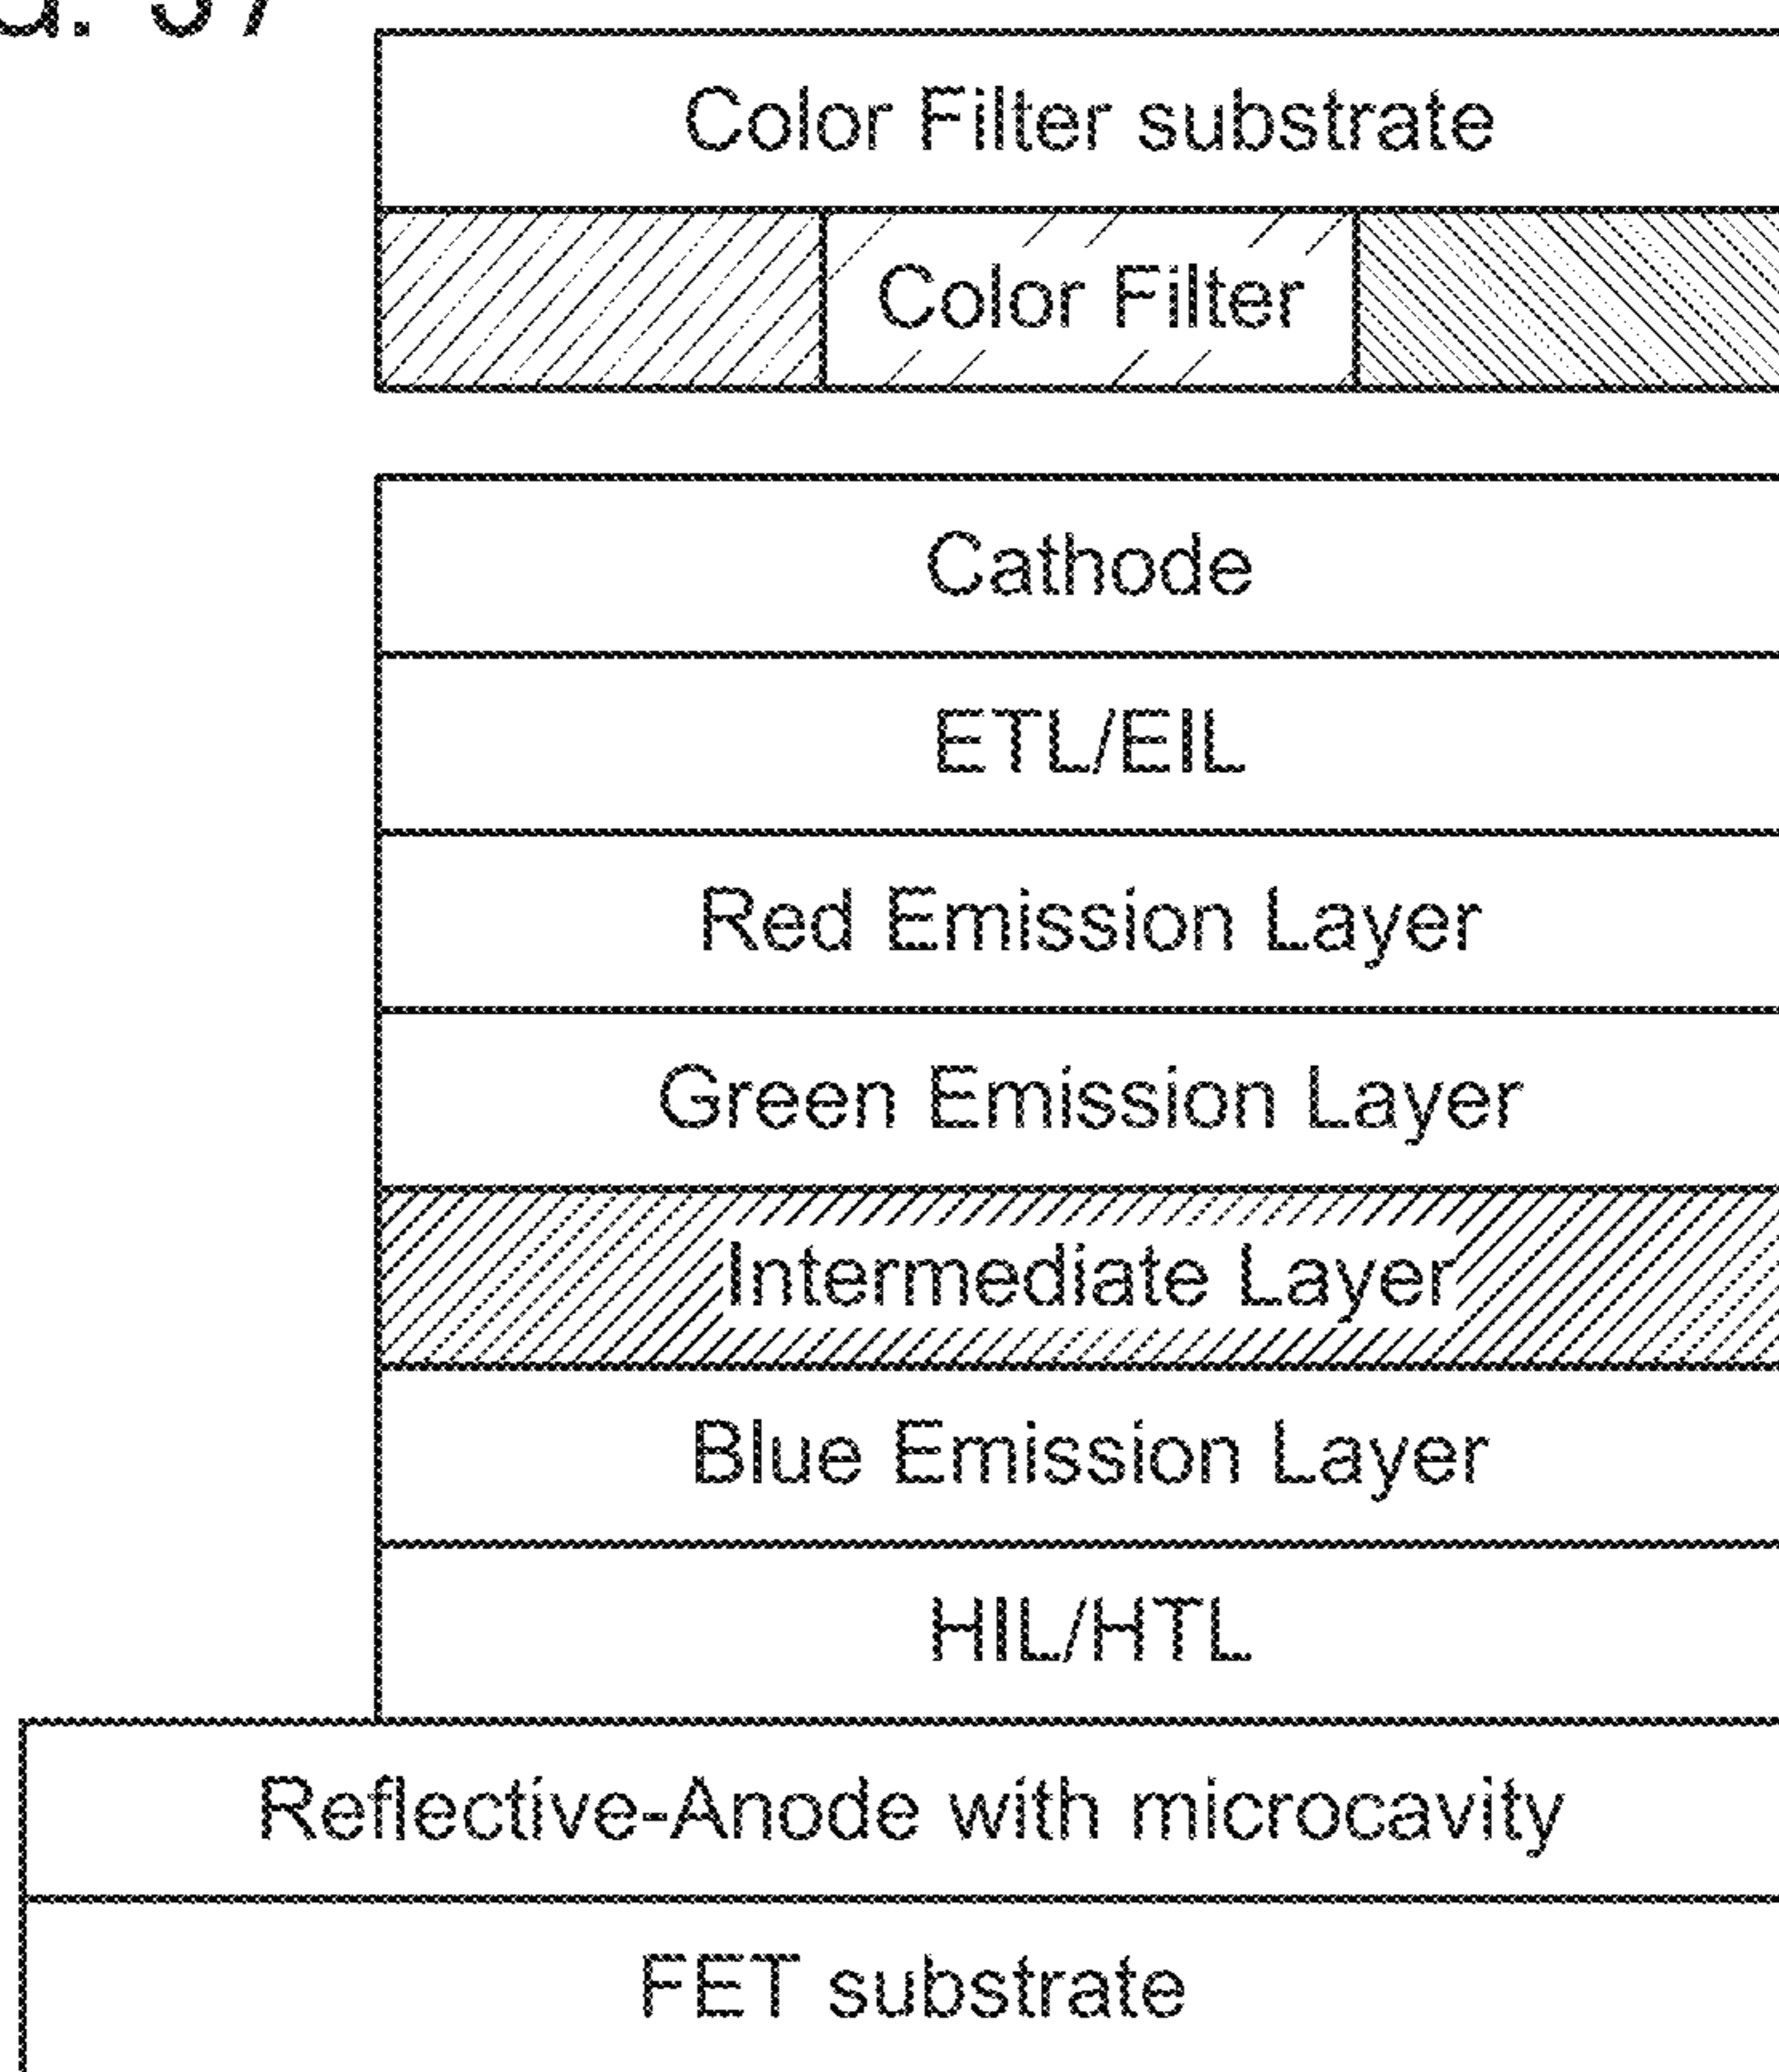 Color Filter substrate
Color Filter
Cathode
ETL/EIL
Red Emission Layer
Green Emission Layer
Intermediate Layer
Blue Emission Layer
HIL/HTL
Reflective-Anode with microcavity
FET substrate